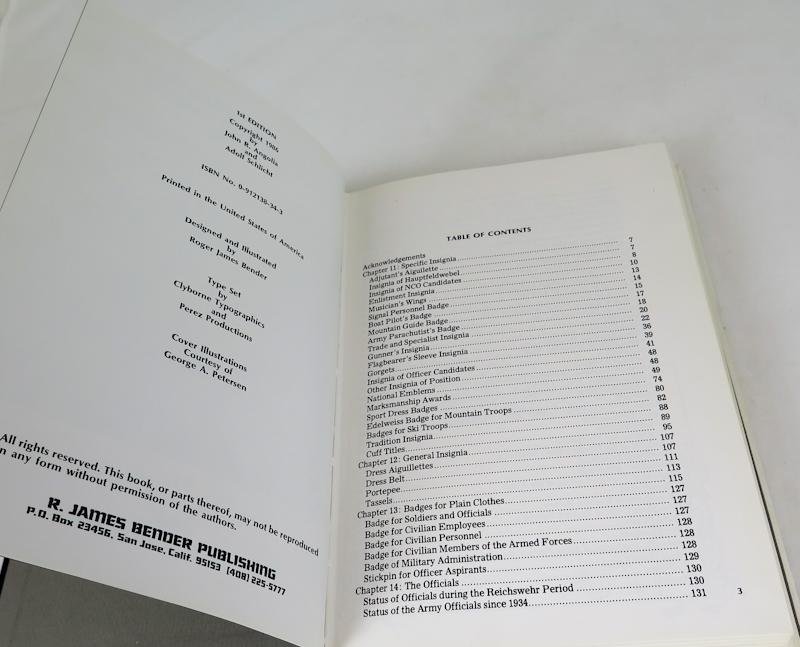 1st EDITION
Copyright 1986
by
John R. Angolia
and
Adolf Schlicht
ISBN No. 0-912138-34-3
Printed in the United States of America
Designed and Illustrated
by
Roger James Bender
Type Set
by
Clyborne Typographics
and
Perez Productions
Cover Illustrations
Courtesy of
George A. Petersen
All rights reserved. This book, or parts thereof, may not be reproduced
n any form without permission of the authors.
R. JAMES BENDER PUBLISHING
P.O. Box 23456, San Jose, Calif. 95153 (408) 225-5777
TABLE OF CONTENTS
Acknowledgements
Chapter 11: Specific Insignia 7
Adjutant's Aiguilette 7
Insignia of Hauptfeldwebel 8
Insignia of NCO Candidates 10
Enlistment Insignia 13
Musician's Wings 14
Signal Personnel Badge 15
Boat Pilot's Badge 17
Mountain Guide Badge 18
Army Parachutist's Badge 20
Trade and Specialist Insignia 22
Gunner's Insignia 36
Flagbearer's Sleeve Insignia 39
Gorgets 41
Insignia of Officer Candidates 48
Other Insignia of Position 48
National Emblems 49
Marksmanship Awards 74
Sport Dress Badges 80
Edelweiss Badge for Mountain Troops 82
Badges for Ski Troops 88
Tradition Insignia 89
Cuff Titles 95
Chapter 12: General Insignia 107
Dress Aiguillettes 107
Dress Belt 111
Portepee 113
Tassels 115
Chapter 13: Badges for Plain Clothes 127
Badge for Soldiers and Officials 127
Badge for Civilian Employees 127
Badge for Civilian Personnel 128
Badge for Civilian Members of the Armed Forces 128
Badge of Military Administration 128
Stickpin for Officer Aspirants 129
Chapter 14: The Officials 130
Status of Officials during the Reichswehr Period 130
Status of the Army Officials since 1934 131
3